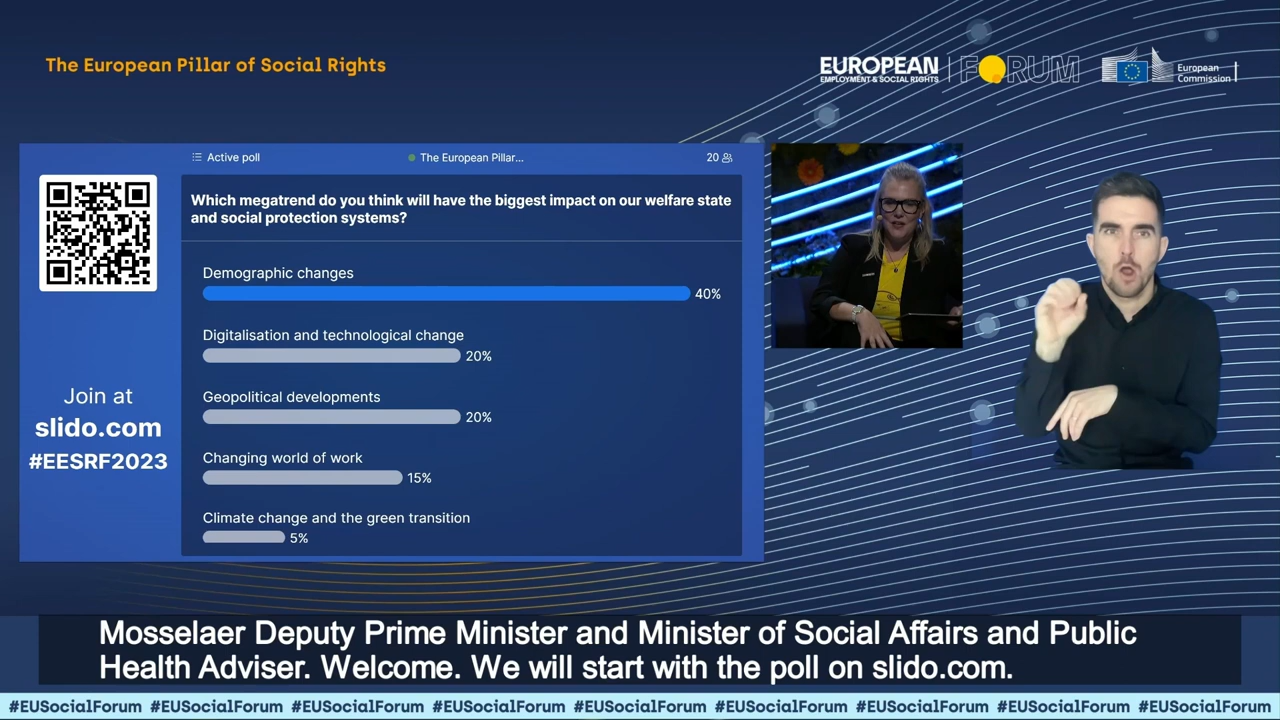 The European Pillar of Social Rights
EUROPEAN
EMPLOYMENT & SOCIAL RIGHTS
FORUM
European
Commission
Active poll
The European Pillar...
20
Which megatrend do you think will have the biggest impact on our welfare state
and social protection systems?
Demographic changes
40%
Digitalisation and technological change
20%
Geopolitical developments
20%
Changing world of work
15%
Climate change and the green transition
5%
Join at
slido.com
#EESRF2023
Mosselaer Deputy Prime Minister and Minister of Social Affairs and Public
Health Adviser. Welcome. We will start with the poll on slido.com.
#EUSocialForum #EUSocialForum #EUSocialForum #EUSocialForum #EUSocialForum #EUSocialForum #EUSocialForum #EUSocialForum #EUSocialForum